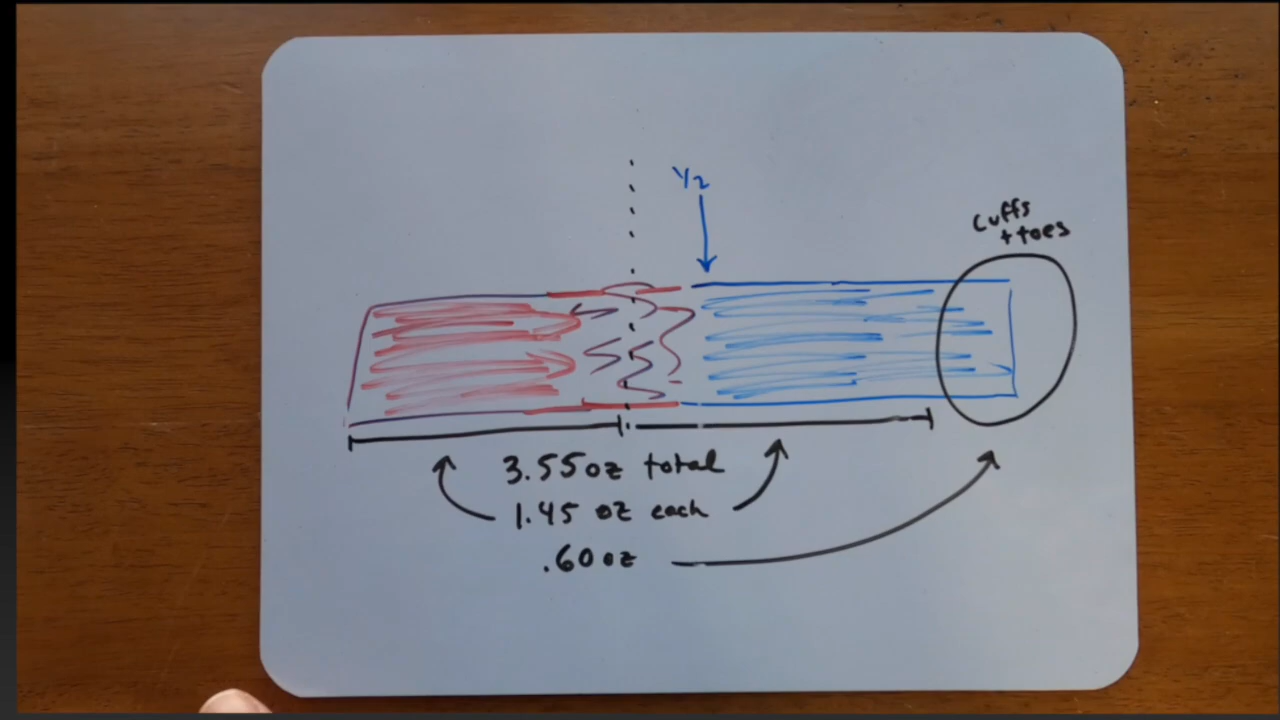 1/2
Cuffs
+ toes
3.55oz total
1.45 oz each
.60oz